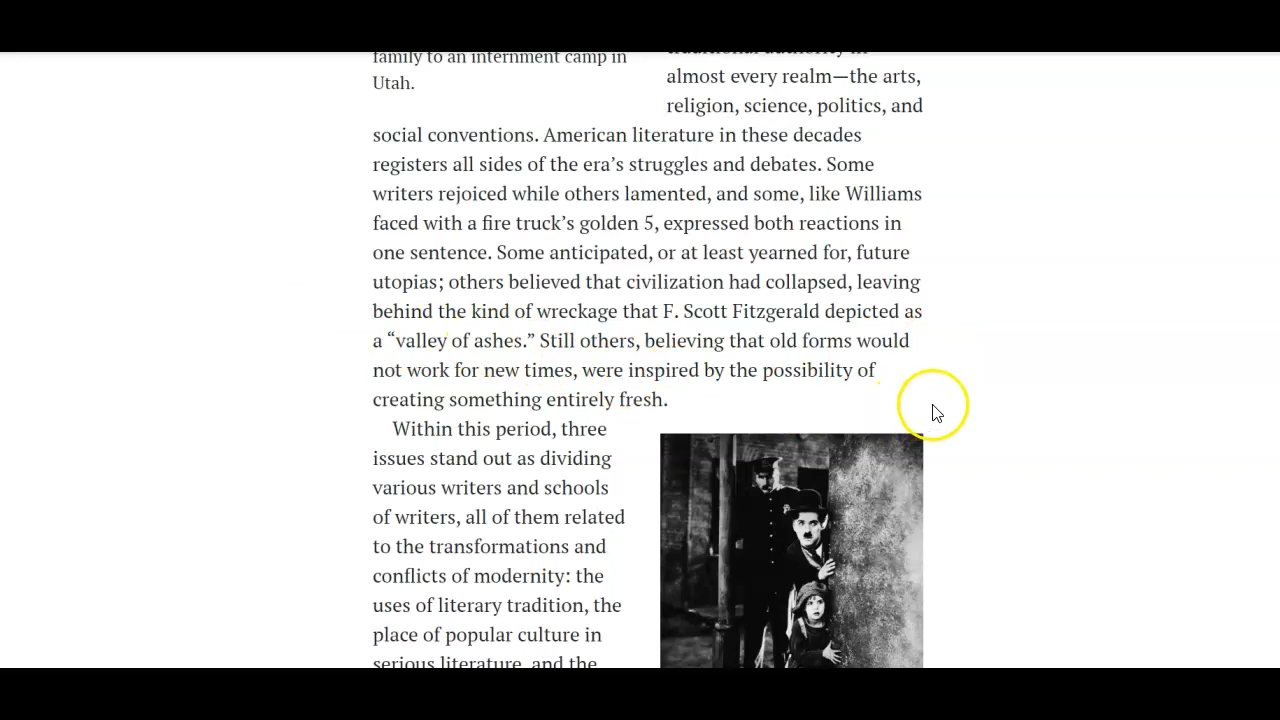 family to an internment camp in
Utah.
traditional authority in
almost every realm—the arts,
religion, science, politics, and
social conventions. American literature in these decades
registers all sides of the era’s struggles and debates. Some
writers rejoiced while others lamented, and some, like Williams
faced with a fire truck’s golden 5, expressed both reactions in
one sentence. Some anticipated, or at least yearned for, future
utopias; others believed that civilization had collapsed, leaving
behind the kind of wreckage that F. Scott Fitzgerald depicted as
a “valley of ashes.” Still others, believing that old forms would
not work for new times, were inspired by the possibility of
creating something entirely fresh.
Within this period, three
issues stand out as dividing
various writers and schools
of writers, all of them related
to the transformations and
conflicts of modernity: the
uses of literary tradition, the
place of popular culture in
serious literature, and the